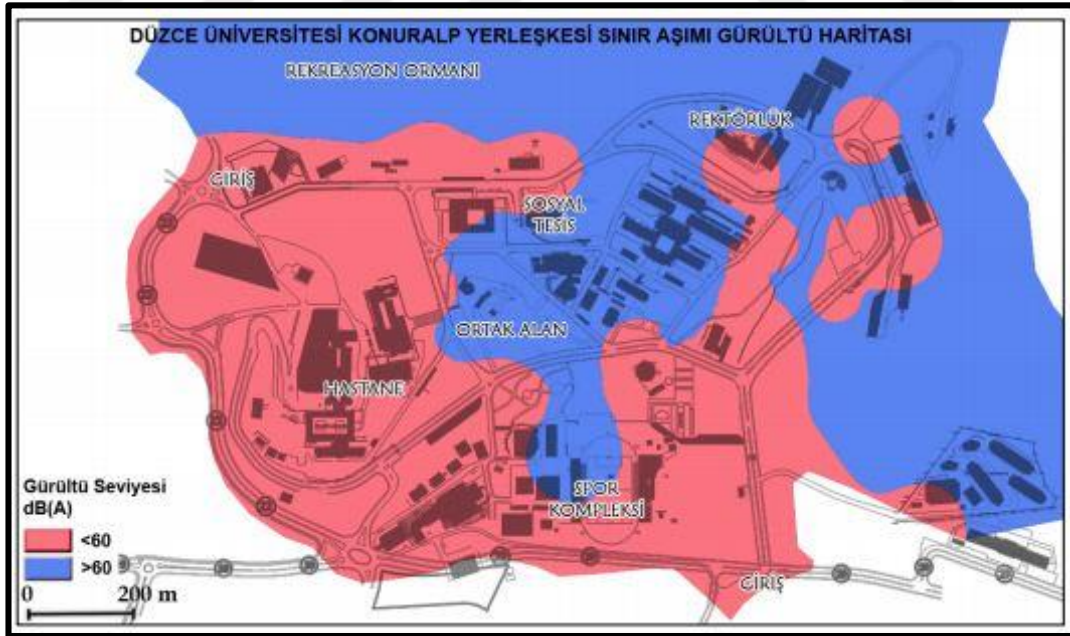 DÜZCE ÜNİVERSİTESİ KONURALP YERLEŞKESİ SINIR AŞIMI GÜRÜLTÜ HARİTASI
REKREASYON ORMANI
REKTÖRLÜK
GİRİŞ
SOSYAL
TESİS
ORTAK ALAN
HASTANE
SPOR
KOMPLEKSİ
GİRİŞ
Gürültü Seviyesi
dB(A)
<60
>60
0 200 m